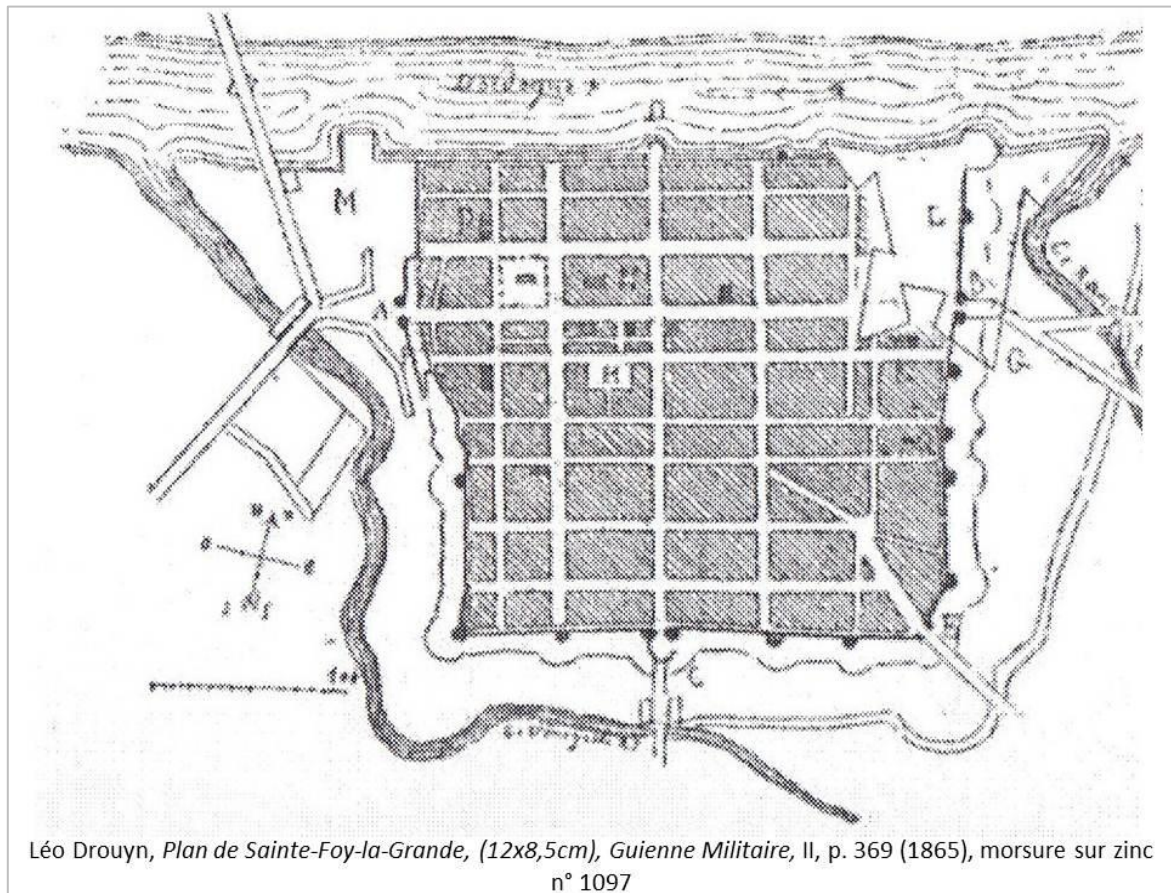 M
D
L
A
G
H
C
Léo Drouyn, Plan de Sainte-Foy-la-Grande, (12x8,5cm), Guienne Militaire, II, p. 369 (1865), morsure sur zinc
n° 1097